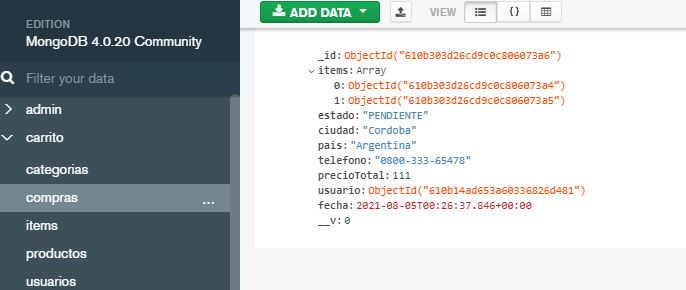 EDITION
MongoDB 4.0.20 Community
Filter your data
admin
carrito
categorias
compras ...
items
productos
usuarios
ADD DATA
VIEW
{}
_id:ObjectId("610b303d26cd9c0c806073a6")
items:Array
0:ObjectId("610b303d26cd9c0c806073a4")
1:ObjectId("610b303d26cd9c0c806073a5")
estado:"PENDIENTE"
ciudad:"Cordoba"
pais:"Argentina"
telefono:"0800-333-65478"
precioTotal:111
usuario:ObjectId("610b14ad653a60336826d481")
fecha:2021-08-05T00:26:37.846+00:00
__v:0